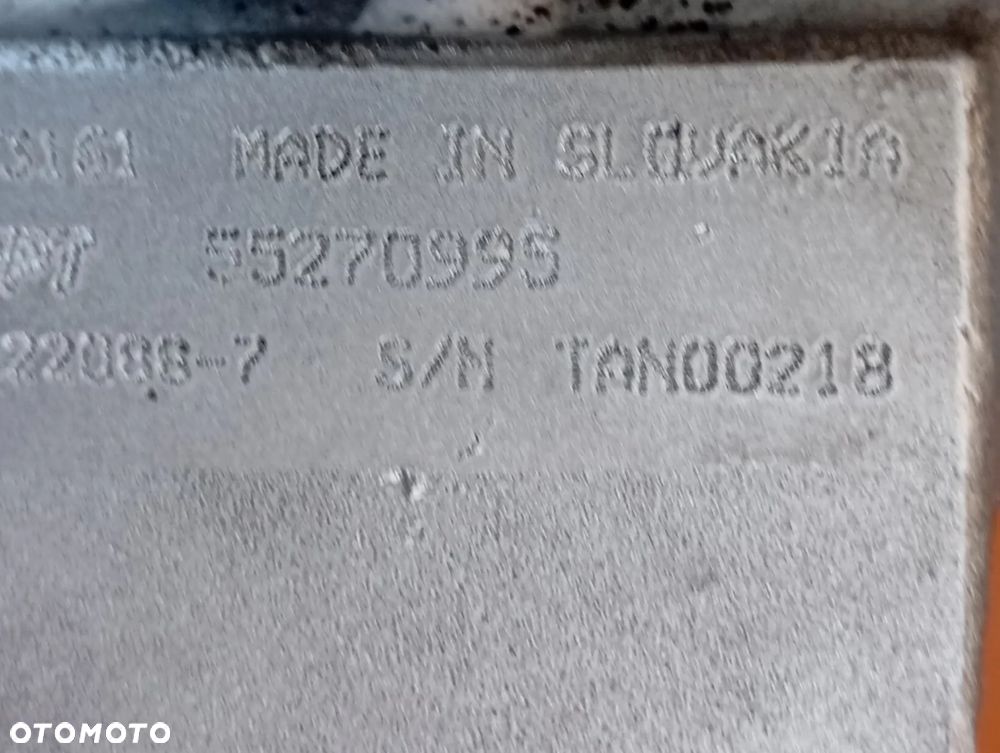 3161 MADE IN SLOVAKIA
55270995
22088-7 S/N TAN00218
OTOMOTO